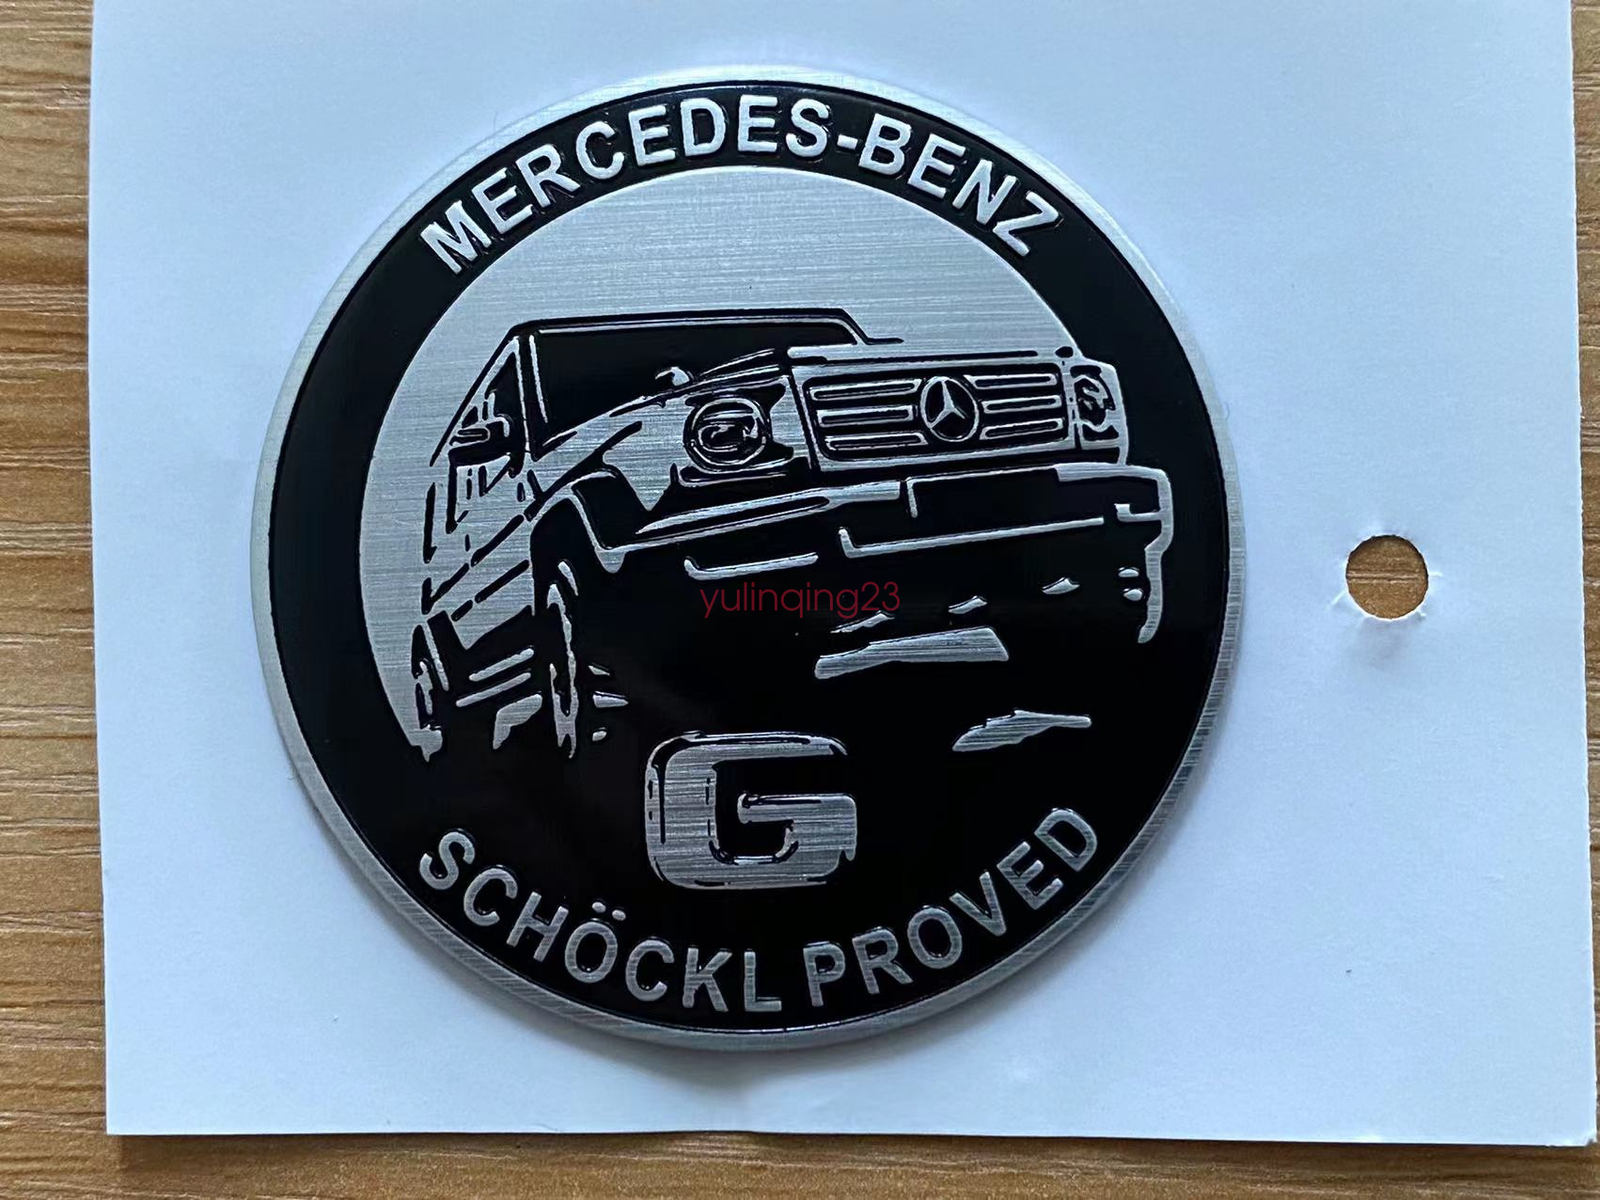 MERCEDES-BENZ
yulinqing23
G
SCHÖCKL PROVED